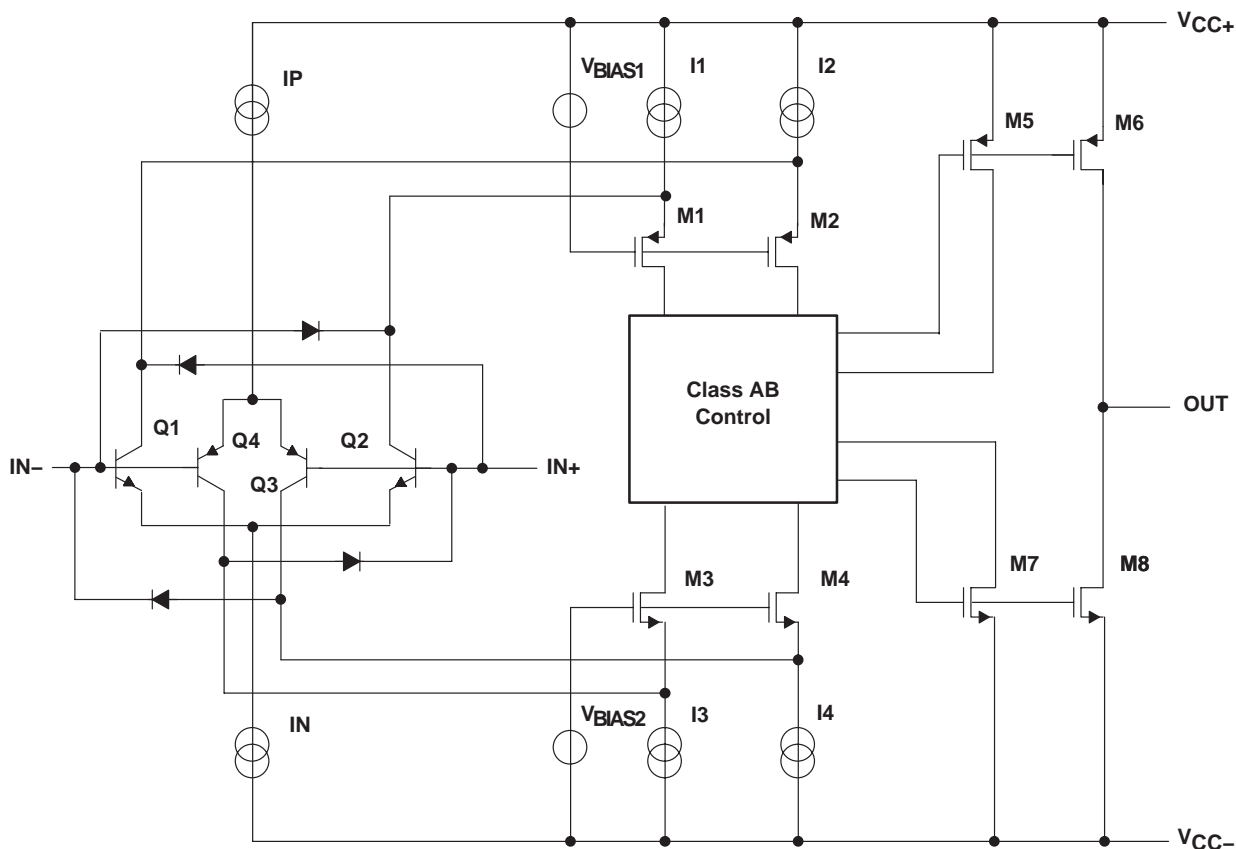 VCC+
IP
VBIAS1
I1
I2
M5
M6
M1
M2
Class AB
Control
OUT
Q1
Q4
Q2
IN−
Q3
IN+
M3
M4
M7
M8
IN
VBIAS2
I3
I4
VCC−